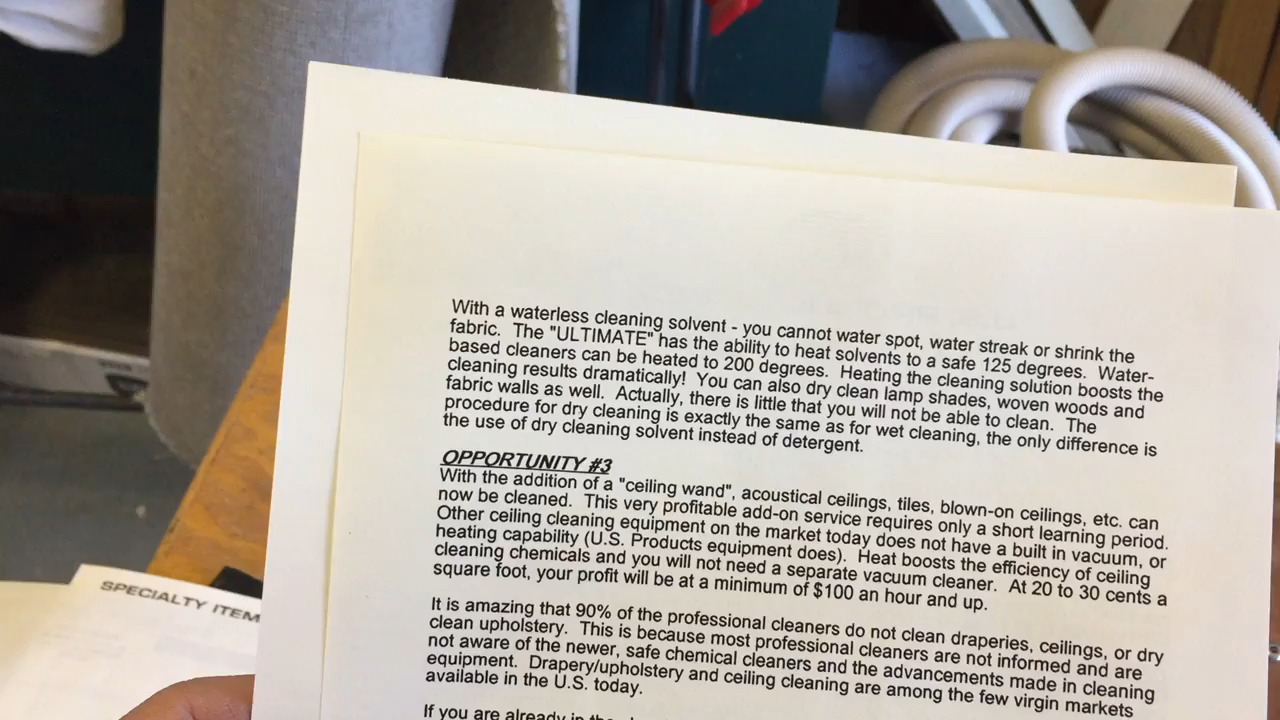 With a waterless cleaning solvent - you cannot water spot, water streak or shrink the
fabric. The "ULTIMATE" has the ability to heat solvents to a safe 125 degrees. Water-
based cleaners can be heated to 200 degrees. Heating the cleaning solution boosts the
cleaning results dramatically! You can also dry clean lamp shades, woven woods and
fabric walls as well. Actually, there is little that you will not be able to clean. The
procedure for dry cleaning is exactly the same as for wet cleaning, the only difference is
the use of dry cleaning solvent instead of detergent.
OPPORTUNITY #3
With the addition of a "ceiling wand", acoustical ceilings, tiles, blown-on ceilings, etc. can
now be cleaned. This very profitable add-on service requires only a short learning period.
Other ceiling cleaning equipment on the market today does not have a built in vacuum, or
heating capability (U.S. Products equipment does). Heat boosts the efficiency of ceiling
cleaning chemicals and you will not need a separate vacuum cleaner. At 20 to 30 cents a
square foot, your profit will be at a minimum of $100 an hour and up.
It is amazing that 90% of the professional cleaners do not clean draperies, ceilings, or dry
clean upholstery. This is because most professional cleaners are not informed and are
not aware of the newer, safe chemical cleaners and the advancements made in cleaning
equipment. Drapery/upholstery and ceiling cleaning are among the few virgin markets
available in the U.S. today.
If you are already in the
SPECIALTY ITEM